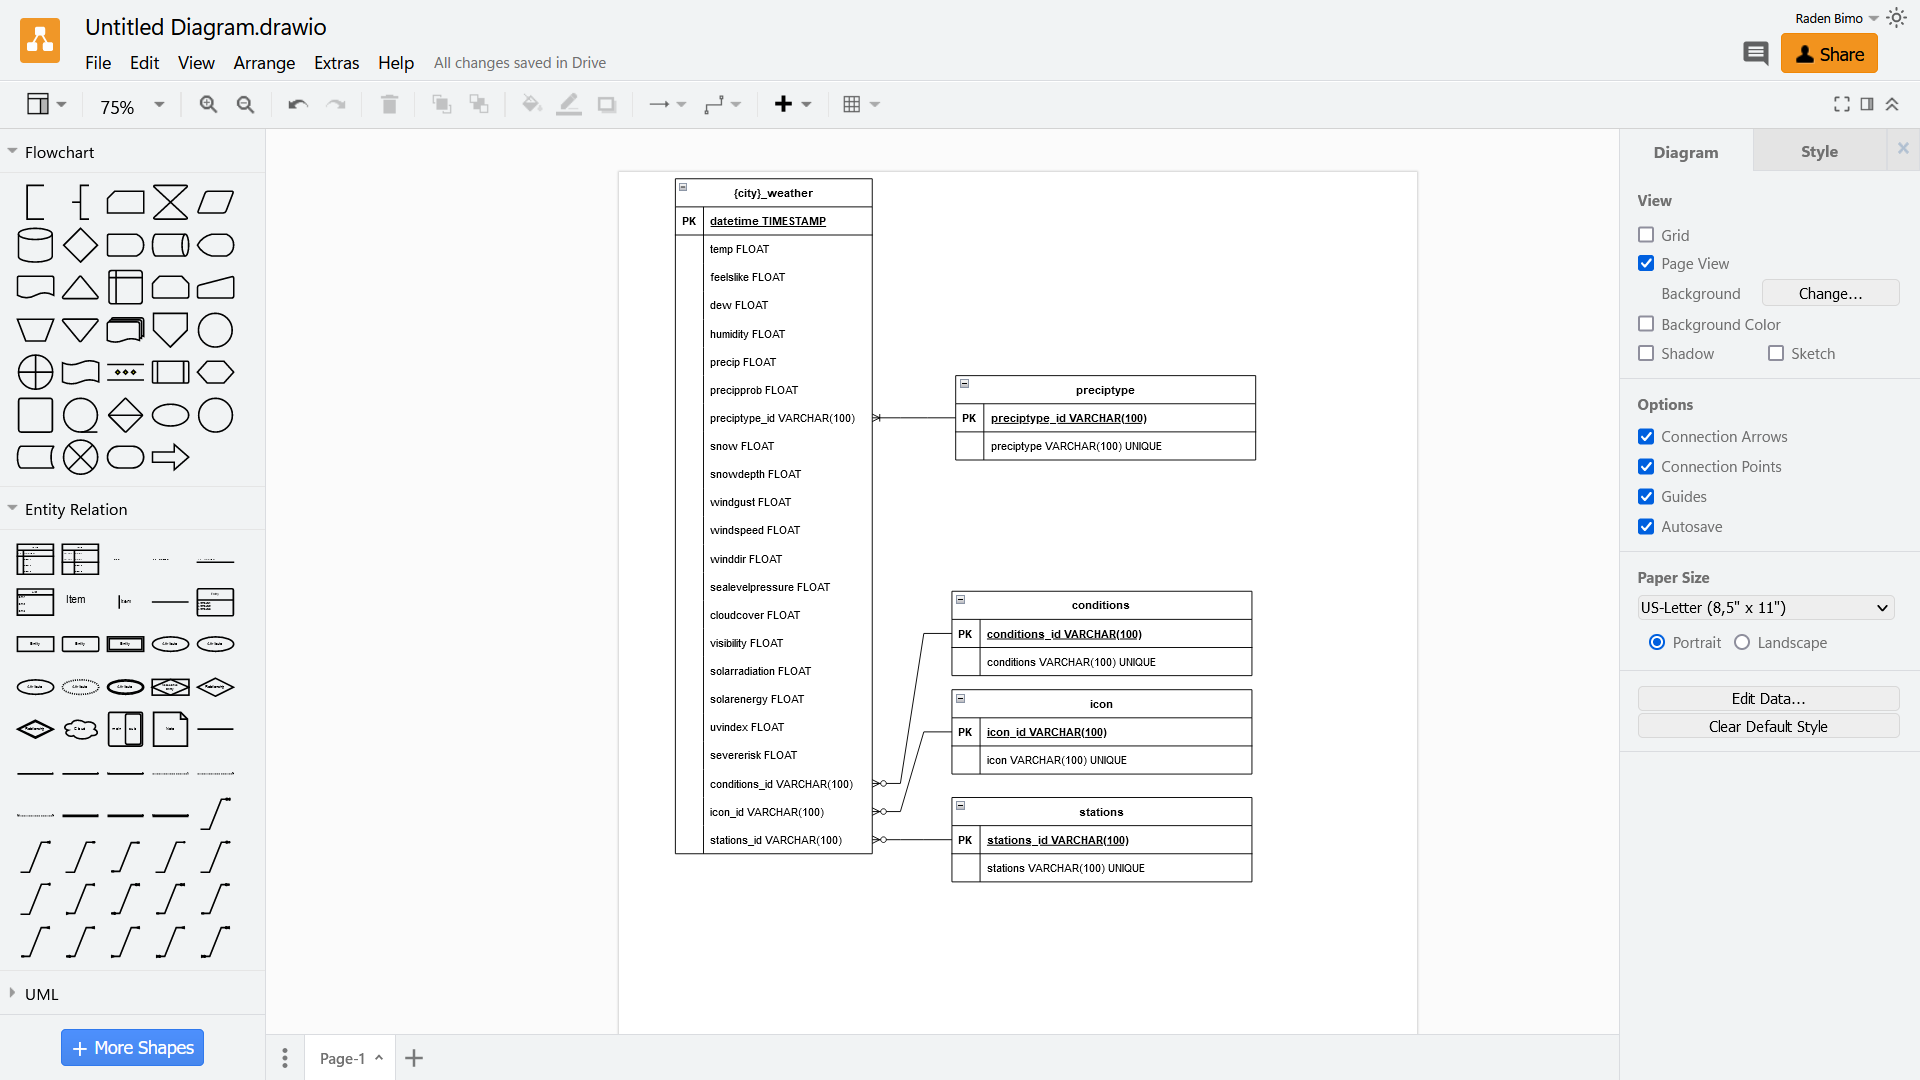 Untitled Diagram.drawio
File Edit View Arrange Extras Help All changes saved in Drive
Raden Bimo
Share
75%
Flowchart
Entity Relation
Item
UML
+ More Shapes
{city}_weather
PK datetime TIMESTAMP
temp FLOAT
feelslike FLOAT
dew FLOAT
humidity FLOAT
precip FLOAT
precipprob FLOAT
preciptype_id VARCHAR(100)
snow FLOAT
snowdepth FLOAT
windgust FLOAT
windspeed FLOAT
winddir FLOAT
sealevelpressure FLOAT
cloudcover FLOAT
visibility FLOAT
solarradiation FLOAT
solarenergy FLOAT
uvindex FLOAT
severerisk FLOAT
conditions_id VARCHAR(100)
icon_id VARCHAR(100)
stations_id VARCHAR(100)
preciptype
PK preciptype_id VARCHAR(100)
preciptype VARCHAR(100) UNIQUE
conditions
PK conditions_id VARCHAR(100)
conditions VARCHAR(100) UNIQUE
icon
PK icon_id VARCHAR(100)
icon VARCHAR(100) UNIQUE
stations
PK stations_id VARCHAR(100)
stations VARCHAR(100) UNIQUE
Page-1
Diagram Style
View
Grid
Page View
Background Change...
Background Color
Shadow Sketch
Options
Connection Arrows
Connection Points
Guides
Autosave
Paper Size
US-Letter (8,5" x 11")
Portrait Landscape
Edit Data...
Clear Default Style